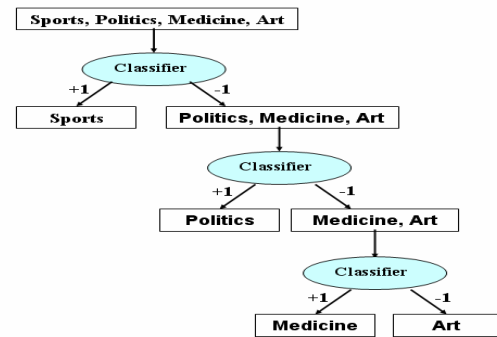 Sports, Politics, Medicine, Art
Classifier
+1 -1
Sports Politics, Medicine, Art
Classifier
+1 -1
Politics Medicine, Art
Classifier
+1 -1
Medicine Art